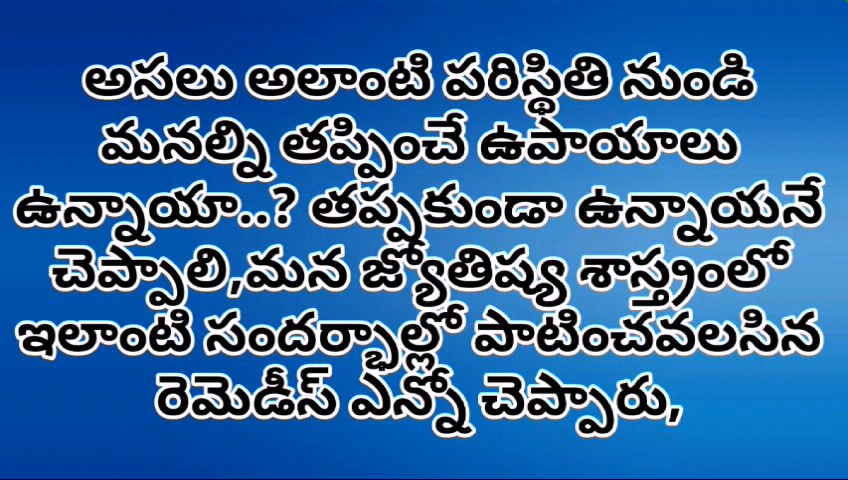 అసలు అలాంటి పరిస్థితి నుండి
మనల్ని తప్పించే ఉపాయాలు
ఉన్నాయా..? తప్పకుండా ఉన్నాయనే
చెప్పాలి,మన జ్యోతిష్య శాస్త్రంలో
ఇలాంటి సందర్భాల్లో పాటించవలసిన
రెమెడీస్ ఎన్నో చెప్పారు,